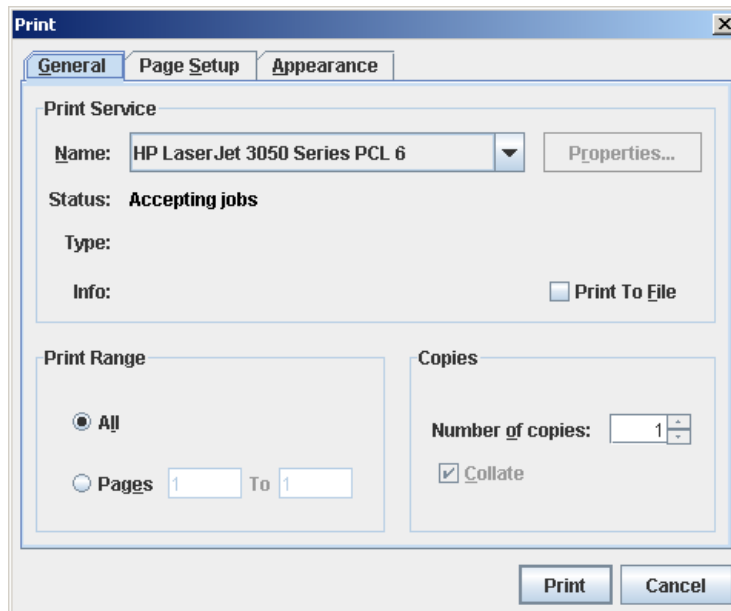 Print
General Page Setup Appearance
Print Service
Name: HP LaserJet 3050 Series PCL 6 Properties...
Status: Accepting jobs
Type:
Info: Print To File
Print Range Copies
All
Number of copies: 1
Pages 1 To 1
Collate
Print Cancel